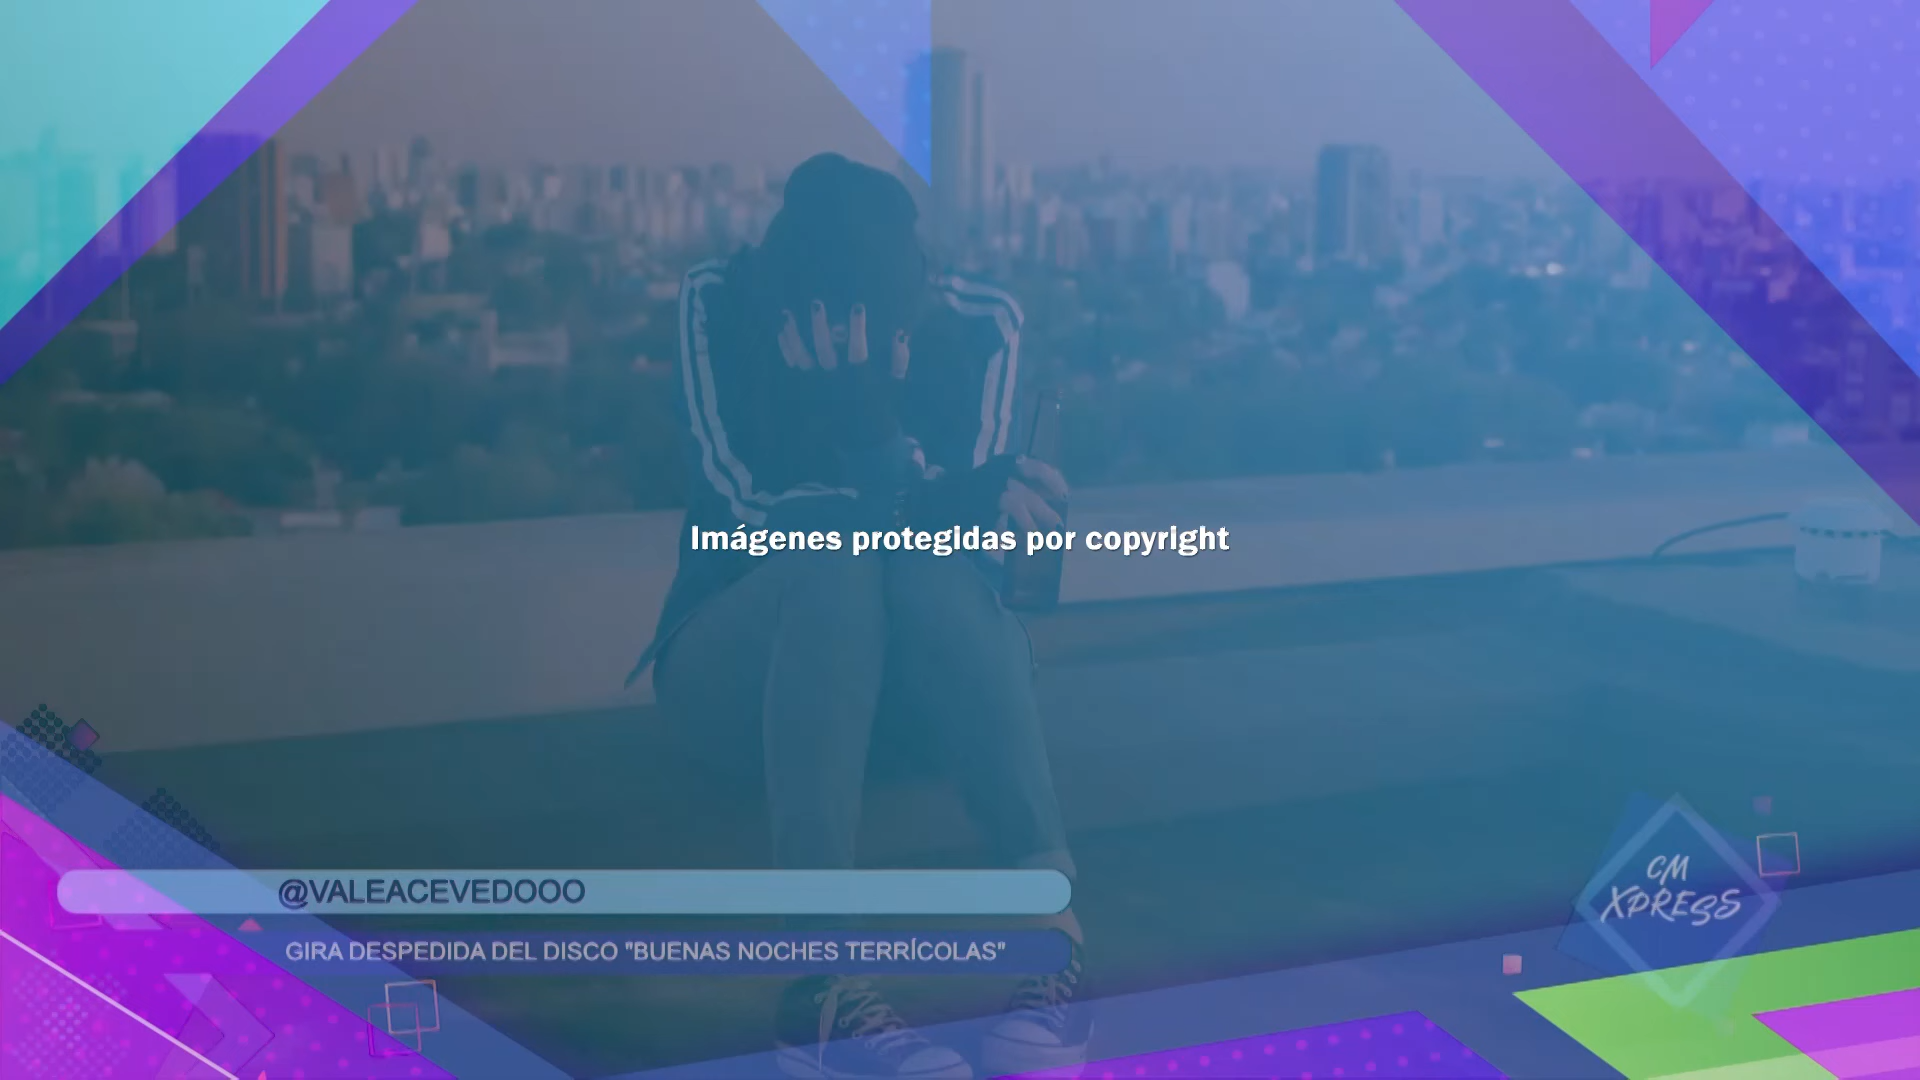 Imágenes protegidas por copyright
@VALEACEVEDOOO
GIRA DESPEDIDA DEL DISCO "BUENAS NOCHES TERRÍCOLAS"
CM
XPRESS